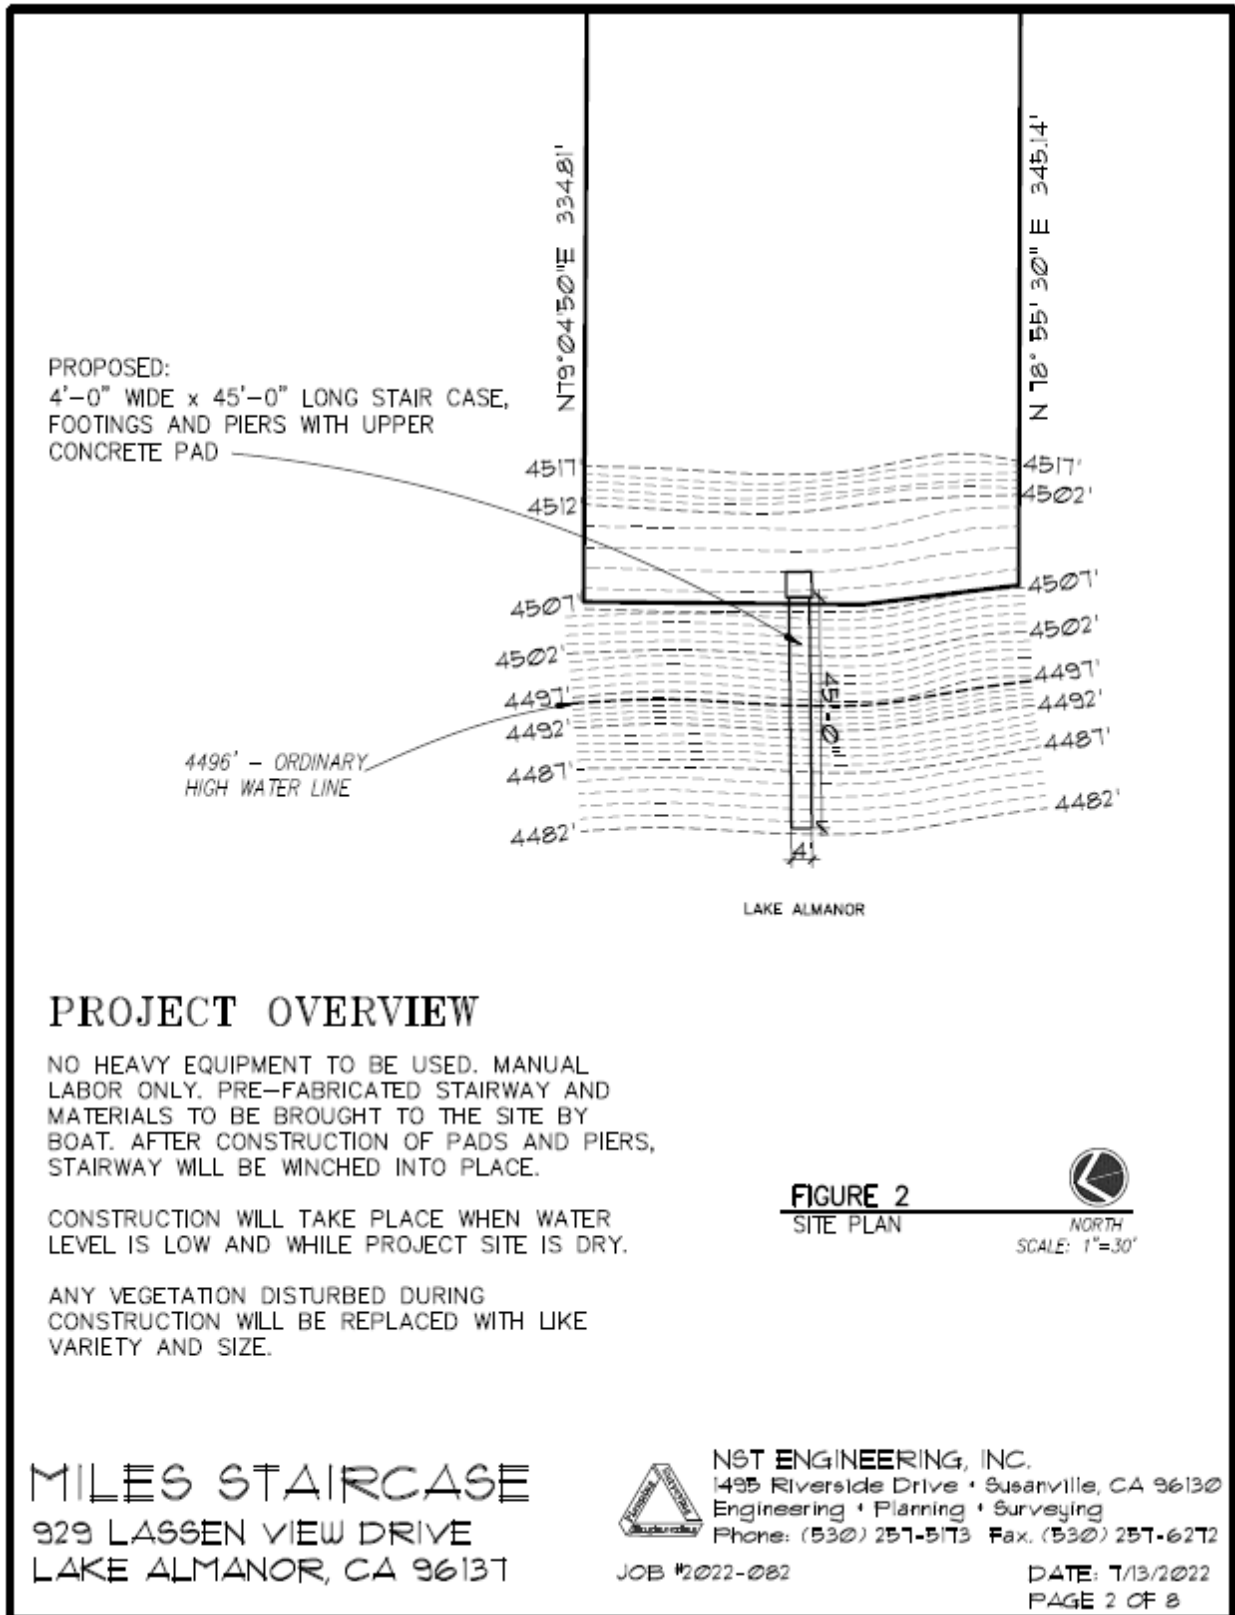 N79°04'50"E 334.81'
N 78° 55' 30" E 345.14'
PROPOSED:
4'-0" WIDE x 45'-0" LONG STAIR CASE,
FOOTINGS AND PIERS WITH UPPER
CONCRETE PAD
4517'
4517'
4512'
4502'
4507'
4507'
4502'
4502'
4497'
4497'
4492'
4492'
4487'
4487'
4482'
4482'
45'-0"
4'
4496' - ORDINARY
HIGH WATER LINE
LAKE ALMANOR
PROJECT OVERVIEW
NO HEAVY EQUIPMENT TO BE USED. MANUAL
LABOR ONLY. PRE-FABRICATED STAIRWAY AND
MATERIALS TO BE BROUGHT TO THE SITE BY
BOAT. AFTER CONSTRUCTION OF PADS AND PIERS,
STAIRWAY WILL BE WINCHED INTO PLACE.
CONSTRUCTION WILL TAKE PLACE WHEN WATER
LEVEL IS LOW AND WHILE PROJECT SITE IS DRY.
ANY VEGETATION DISTURBED DURING
CONSTRUCTION WILL BE REPLACED WITH LIKE
VARIETY AND SIZE.
FIGURE 2
SITE PLAN
NORTH
SCALE: 1"=30'
MILES STAIRCASE
929 LASSEN VIEW DRIVE
LAKE ALMANOR, CA 96137
NST ENGINEERING, INC.
1495 Riverside Drive • Susanville, CA 96130
Engineering • Planning • Surveying
Phone: (530) 257-5173 Fax. (530) 257-6272
JOB #2022-082
DATE: 7/13/2022
PAGE 2 OF 8